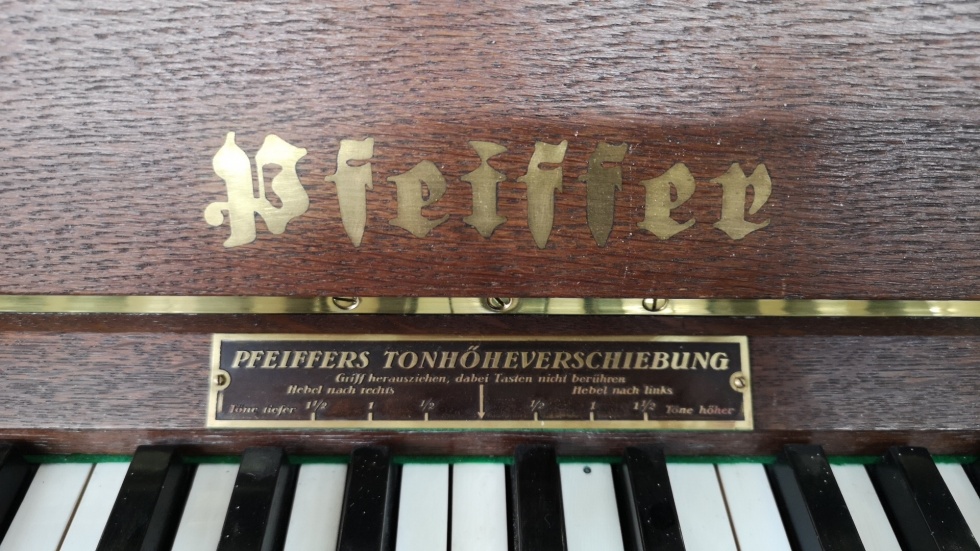 Pfeiffer
PFEIFFERS TONHÖHEVERSCHIEBUNG
Griff herausziehen, dabei Tasten nicht berühren
Hebel nach rechts Hebel nach links
Töne tiefer 1½ 1 ½ ½ 1 1½ Töne höher